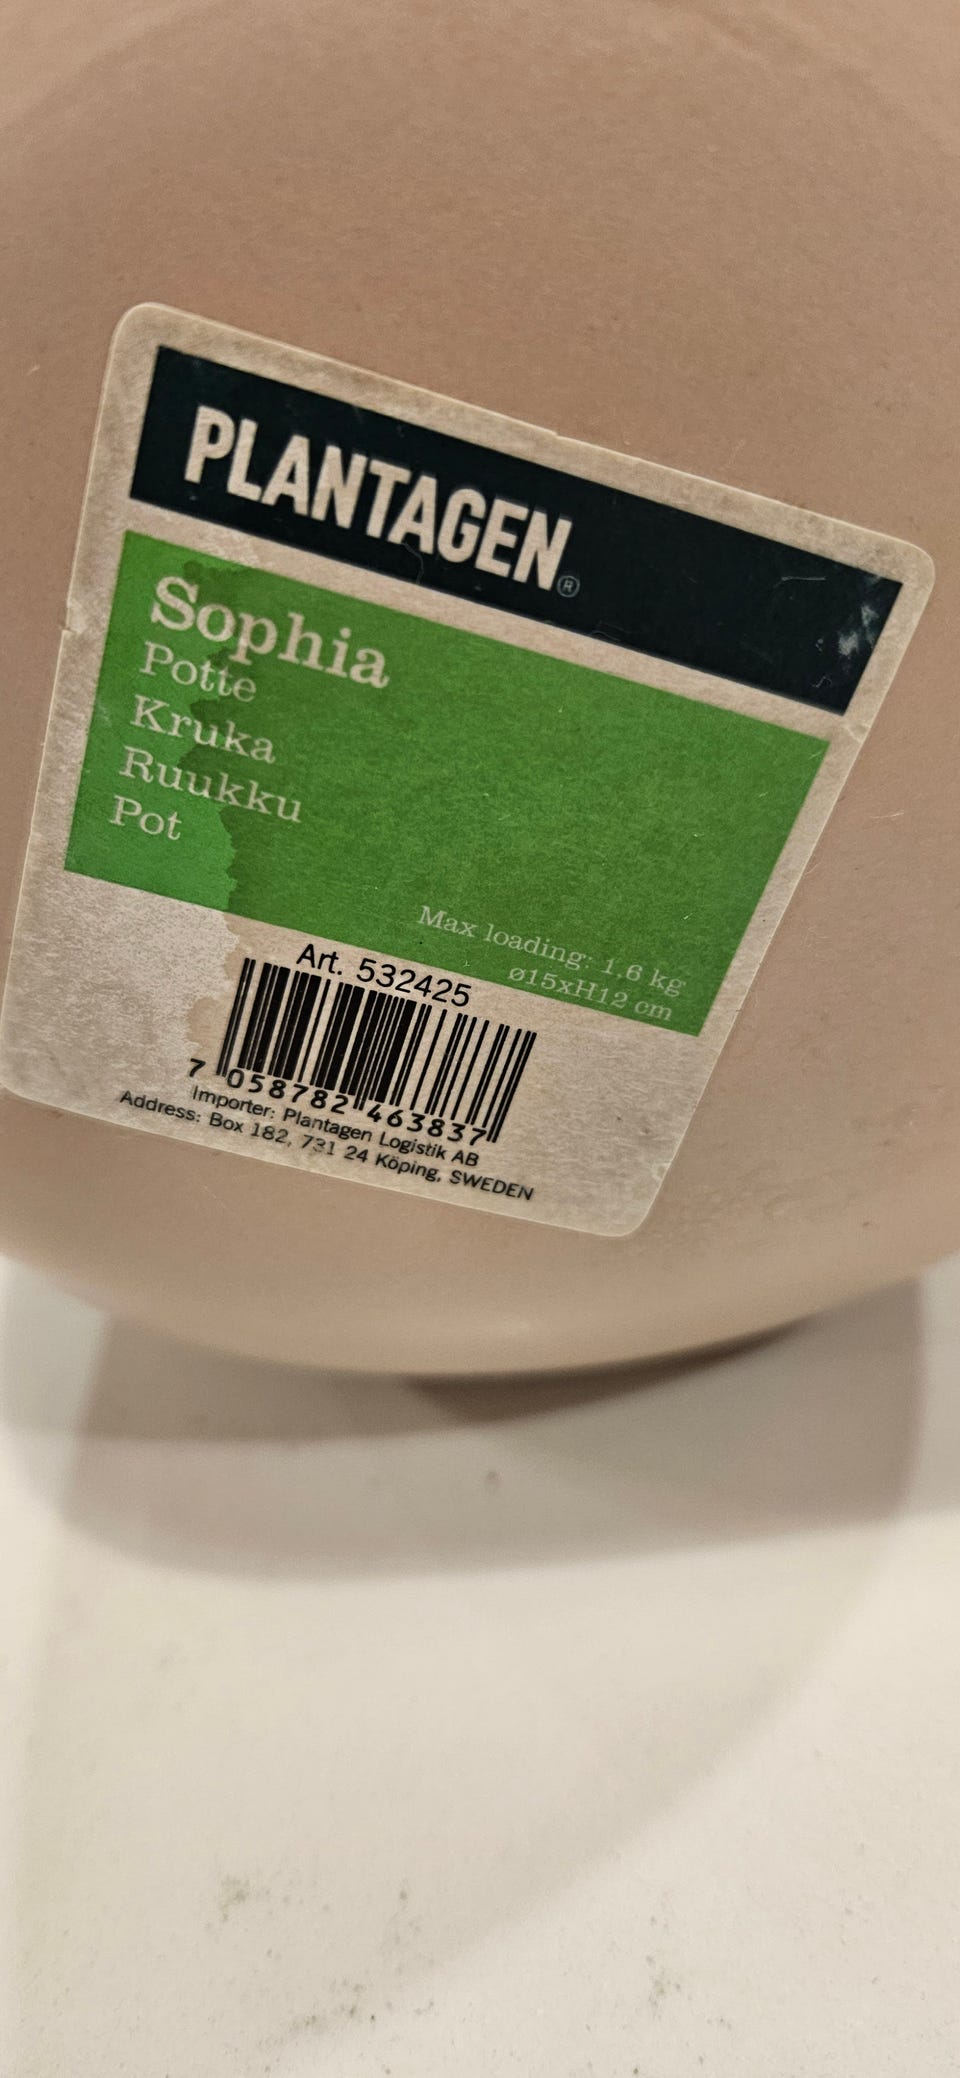 PLANTAGEN®
Sophia
Potte
Kruka
Ruukku
Pot
Max loading: 1,6 kg
ø15xH12 cm
Art. 532425
7 058782 463837
Importer: Plantagen Logistik AB
Address: Box 182, 731 24 Köping, SWEDEN